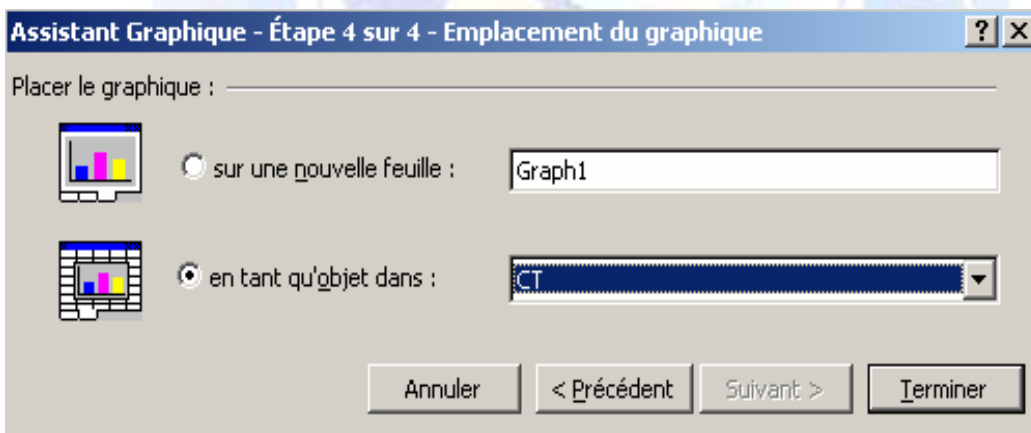 Assistant Graphique - Étape 4 sur 4 - Emplacement du graphique
Placer le graphique :
sur une nouvelle feuille : Graph1
en tant qu'objet dans : CT
Annuler < Précédent Suivant > Terminer